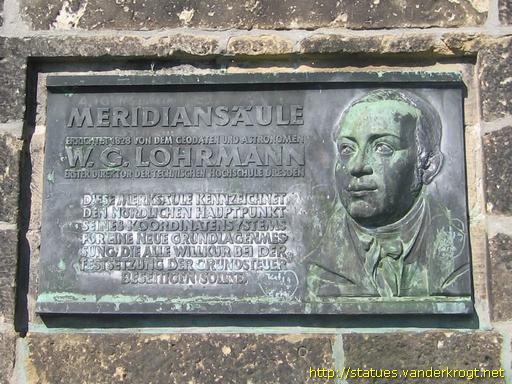 MERIDIANSÄULE
ERRICHTET 1828 VON DEM GEODÄTEN UND ASTRONOMEN
W. G. LOHRMANN
ERSTER DIREKTOR DER TECHNISCHEN HOCHSCHULE DRESDEN
DIESE MERKSÄULE KENNZEICHNET
DEN NÖRDLICHEN HAUPTPUNKT
SEINES KOORDINATENSYSTEMS
FÜR EINE NEUE GRUNDLAGENMES-
SUNG, DIE ALLE WILLKÜR BEI DER
FESTSETZUNG DER GRUNDSTEUER
BESEITIGEN SOLLTE.
http://statues.vanderkrogt.net